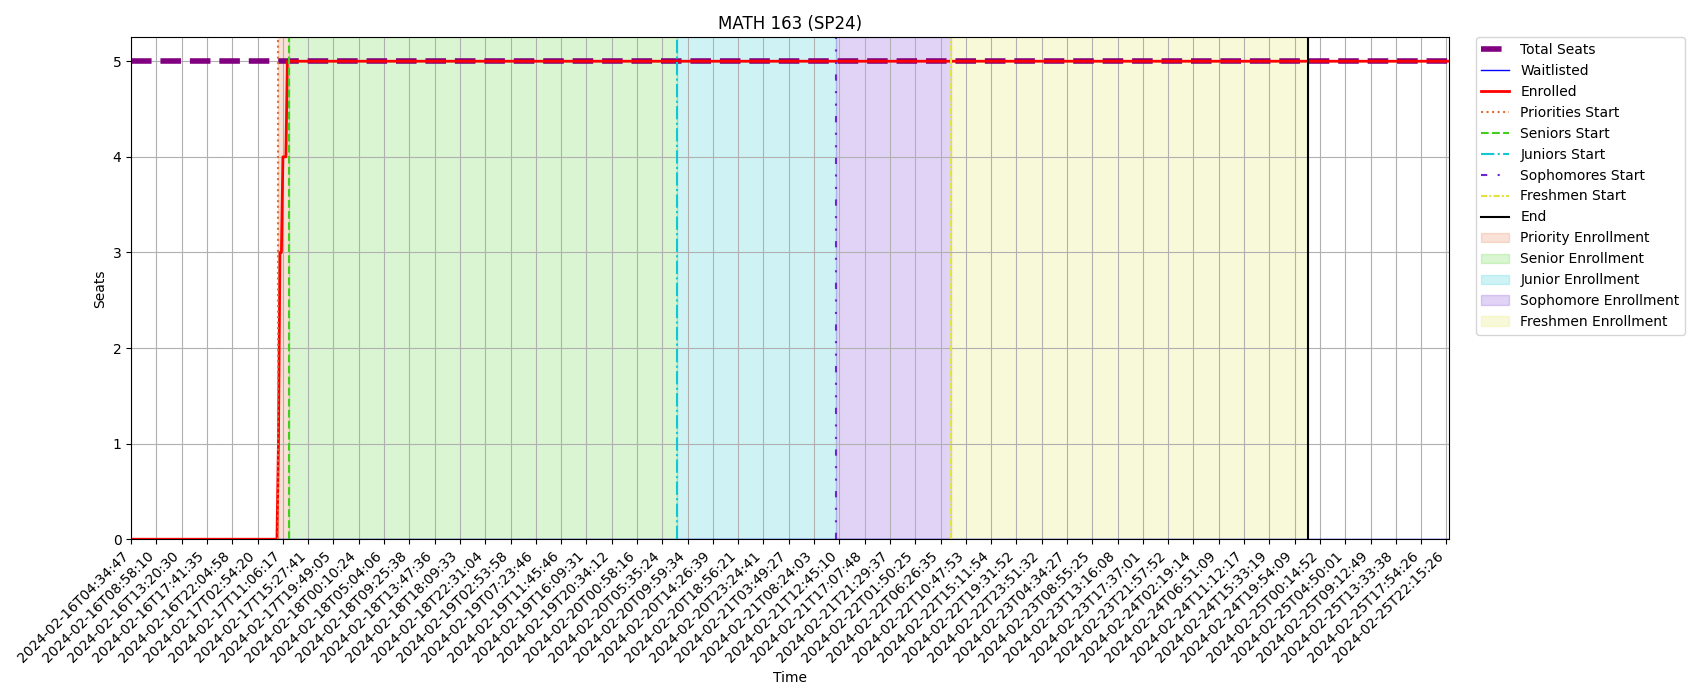 MATH 163 (SP24)
Seats
5
4
3
2
1
0
2024-02-16T04:34:47
2024-02-16T08:58:10
2024-02-16T13:20:30
2024-02-16T17:41:35
2024-02-16T22:04:58
2024-02-17T02:54:20
2024-02-17T11:06:17
2024-02-17T15:27:41
2024-02-17T19:49:05
2024-02-18T00:10:24
2024-02-18T05:04:06
2024-02-18T09:25:38
2024-02-18T13:47:36
2024-02-18T18:09:33
2024-02-18T22:31:04
2024-02-19T02:53:58
2024-02-19T07:23:46
2024-02-19T11:45:46
2024-02-19T16:09:31
2024-02-19T20:34:12
2024-02-20T00:58:16
2024-02-20T05:35:24
2024-02-20T09:59:34
2024-02-20T14:26:39
2024-02-20T18:56:21
2024-02-20T23:24:41
2024-02-21T03:49:27
2024-02-21T08:24:03
2024-02-21T12:45:10
2024-02-21T17:07:48
2024-02-21T21:29:37
2024-02-22T01:50:25
2024-02-22T06:26:35
2024-02-22T10:47:53
2024-02-22T15:11:54
2024-02-22T19:31:52
2024-02-22T23:51:32
2024-02-23T04:34:27
2024-02-23T08:55:25
2024-02-23T13:16:08
2024-02-23T17:37:01
2024-02-23T21:57:52
2024-02-24T02:19:14
2024-02-24T06:51:09
2024-02-24T11:12:17
2024-02-24T15:33:19
2024-02-24T19:54:09
2024-02-25T00:14:52
2024-02-25T04:50:01
2024-02-25T09:12:49
2024-02-25T13:33:38
2024-02-25T17:54:26
2024-02-25T22:15:26
Time
Total Seats
Waitlisted
Enrolled
Priorities Start
Seniors Start
Juniors Start
Sophomores Start
Freshmen Start
End
Priority Enrollment
Senior Enrollment
Junior Enrollment
Sophomore Enrollment
Freshmen Enrollment